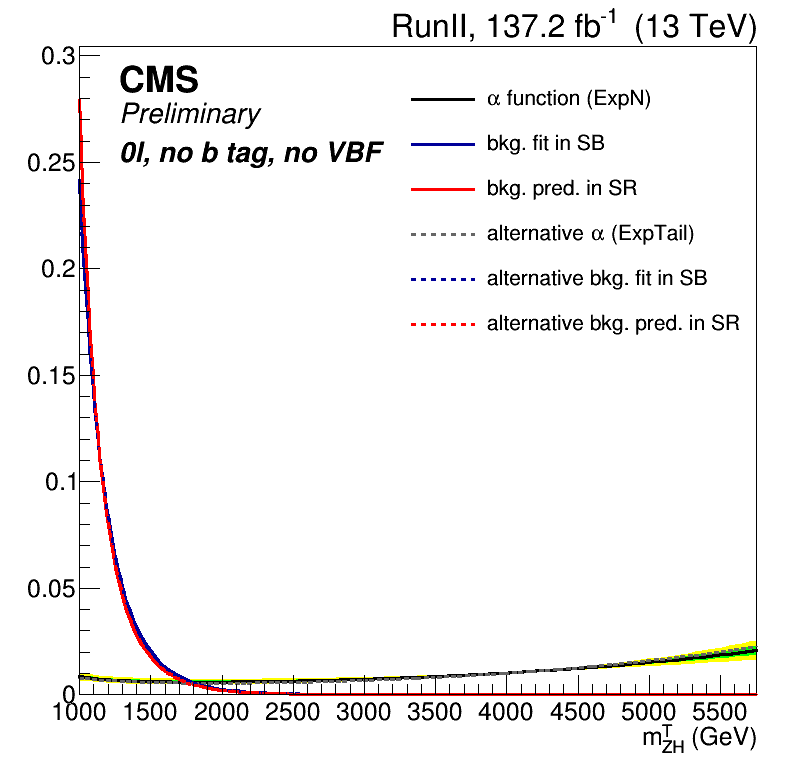 RunII, 137.2 fb-1 (13 TeV)
CMS
Preliminary
0l, no b tag, no VBF
α function (ExpN)
bkg. fit in SB
bkg. pred. in SR
alternative α (ExpTail)
alternative bkg. fit in SB
alternative bkg. pred. in SR
0.3
0.25
0.2
0.15
0.1
0.05
0
1000 1500 2000 2500 3000 3500 4000 4500 5000 5500
m^T_ZH (GeV)